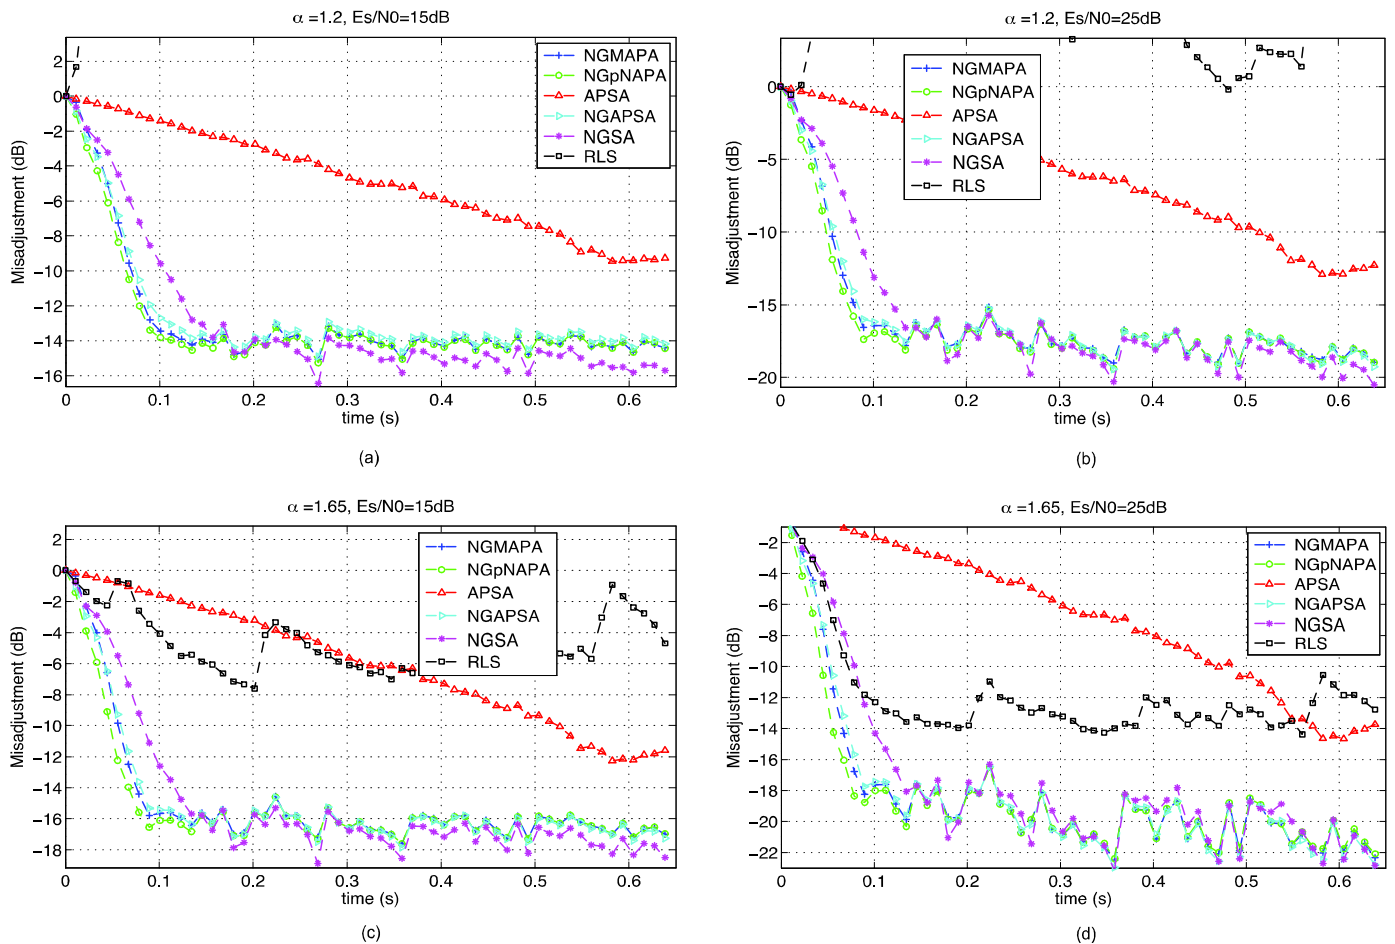 α =1.2, Es/N0=15dB
2
0
−2
−4
−6
−8
−10
−12
−14
−16
Misadjustment (dB)
NGMAPA
NGpNAPA
APSA
NGAPSA
NGSA
RLS
0
0.1
0.2
0.3
0.4
0.5
0.6
time (s)
(a)
α =1.2, Es/N0=25dB
0
−5
−10
−15
−20
Misadjustment (dB)
NGMAPA
NGpNAPA
APSA
NGAPSA
NGSA
RLS
0
0.1
0.2
0.3
0.4
0.5
0.6
time (s)
(b)
α =1.65, Es/N0=15dB
2
0
−2
−4
−6
−8
−10
−12
−14
−16
−18
Misadjustment (dB)
NGMAPA
NGpNAPA
APSA
NGAPSA
NGSA
RLS
0
0.1
0.2
0.3
0.4
0.5
0.6
time (s)
(c)
α =1.65, Es/N0=25dB
−2
−4
−6
−8
−10
−12
−14
−16
−18
−20
−22
Misadjustment (dB)
NGMAPA
NGpNAPA
APSA
NGAPSA
NGSA
RLS
0
0.1
0.2
0.3
0.4
0.5
0.6
time (s)
(d)